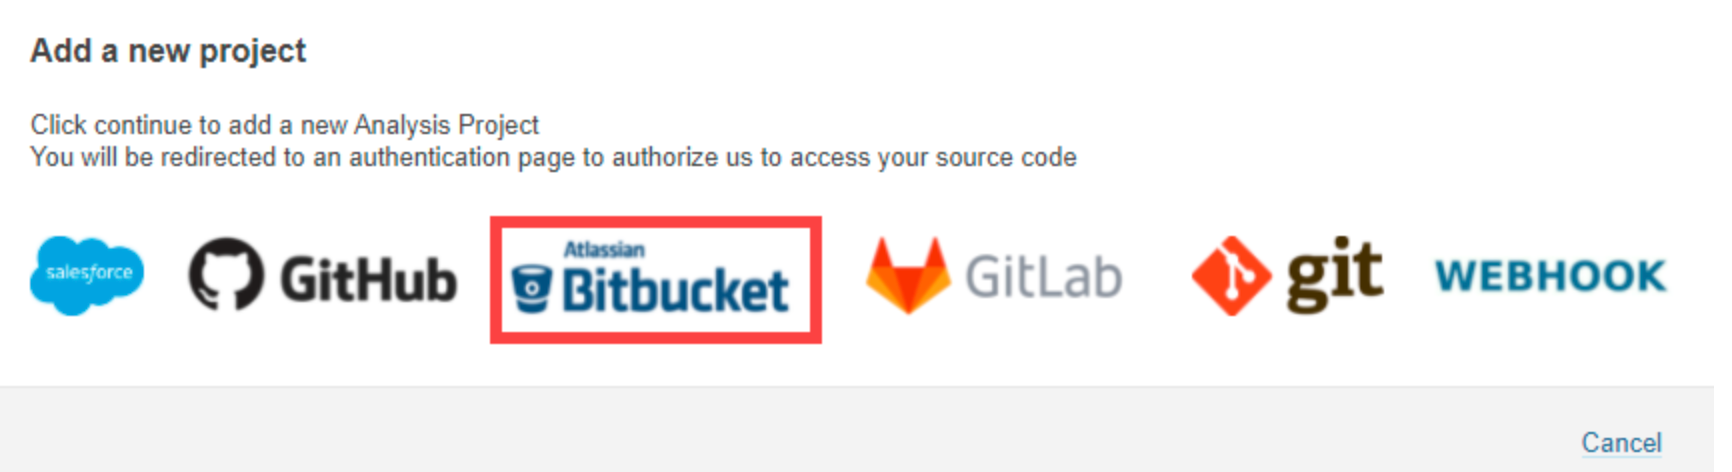 Add a new project
Click continue to add a new Analysis Project
You will be redirected to an authentication page to authorize us to access your source code
salesforce
GitHub
Atlassian
Bitbucket
GitLab
git
WEBHOOK
Cancel